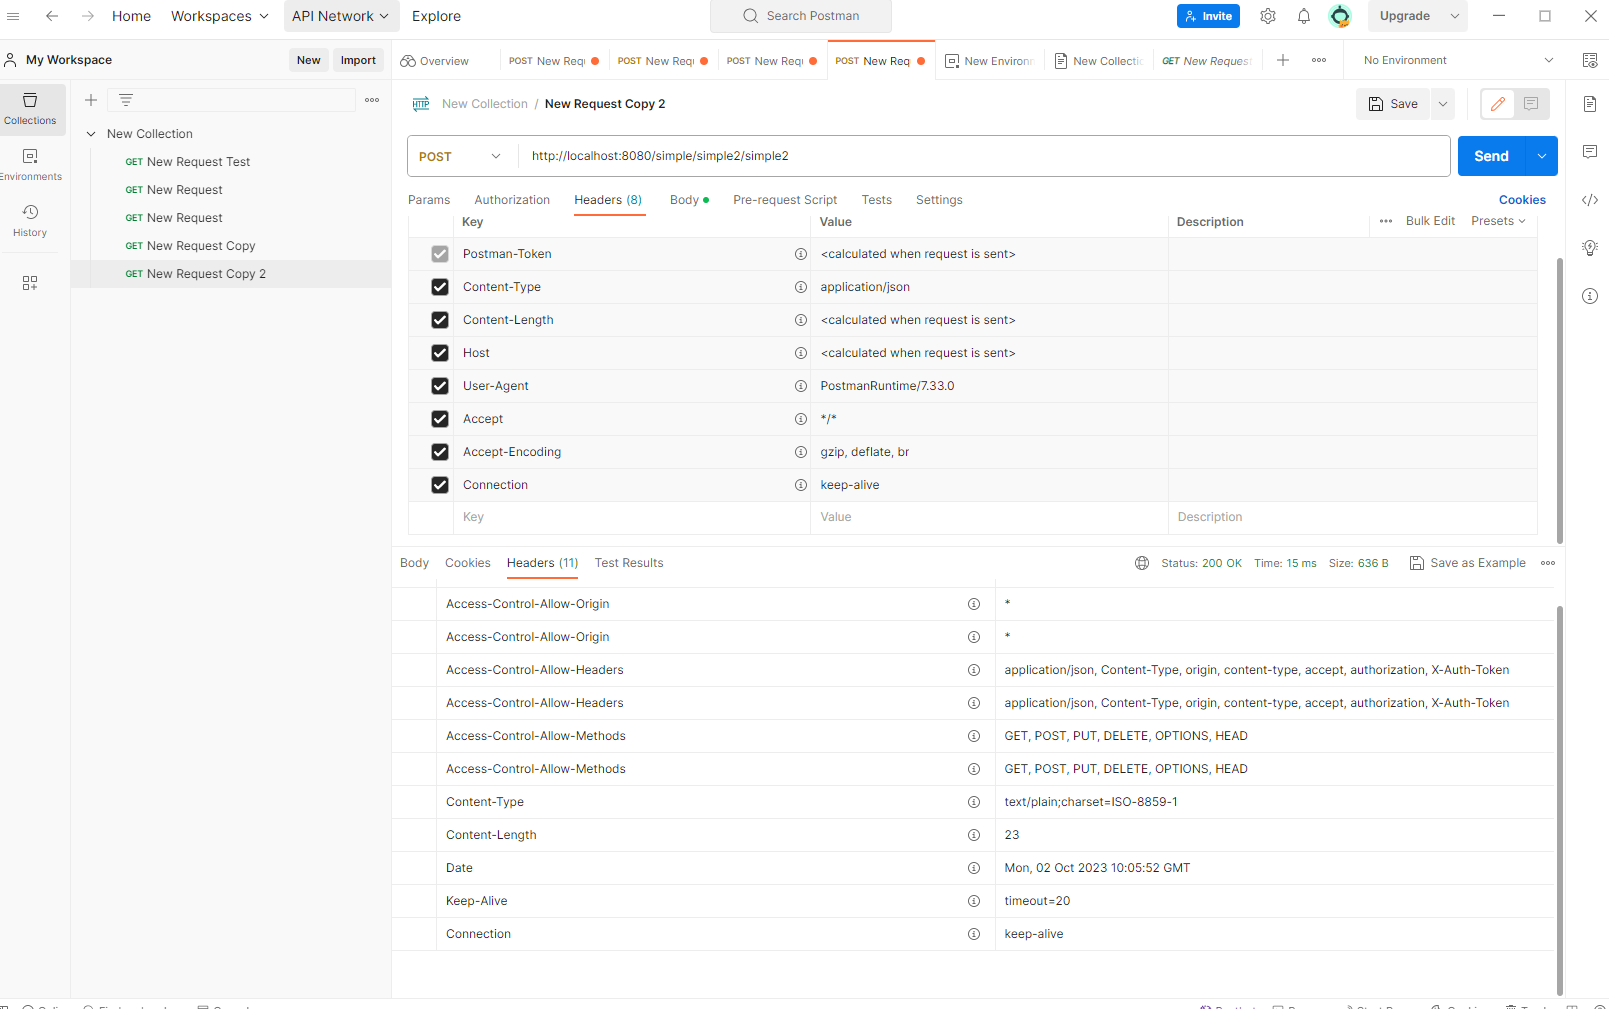 Home Workspaces API Network Explore Search Postman Invite Upgrade
My Workspace New Import Overview POST New Req POST New Req POST New Req POST New Req New Environ New Collecti GET New Request No Environment
Collections
Environments
History
New Collection
GET New Request Test
GET New Request
GET New Request
GET New Request Copy
GET New Request Copy 2
HTTP New Collection / New Request Copy 2 Save
POST http://localhost:8080/simple/simple2/simple2 Send
Params Authorization Headers (8) Body Pre-request Script Tests Settings Cookies
Key Value Description Bulk Edit Presets
Postman-Token <calculated when request is sent>
Content-Type application/json
Content-Length <calculated when request is sent>
Host <calculated when request is sent>
User-Agent PostmanRuntime/7.33.0
Accept */*
Accept-Encoding gzip, deflate, br
Connection keep-alive
Key Value Description
Body Cookies Headers (11) Test Results Status: 200 OK Time: 15 ms Size: 636 B Save as Example
Access-Control-Allow-Origin *
Access-Control-Allow-Origin *
Access-Control-Allow-Headers application/json, Content-Type, origin, content-type, accept, authorization, X-Auth-Token
Access-Control-Allow-Headers application/json, Content-Type, origin, content-type, accept, authorization, X-Auth-Token
Access-Control-Allow-Methods GET, POST, PUT, DELETE, OPTIONS, HEAD
Access-Control-Allow-Methods GET, POST, PUT, DELETE, OPTIONS, HEAD
Content-Type text/plain;charset=ISO-8859-1
Content-Length 23
Date Mon, 02 Oct 2023 10:05:52 GMT
Keep-Alive timeout=20
Connection keep-alive